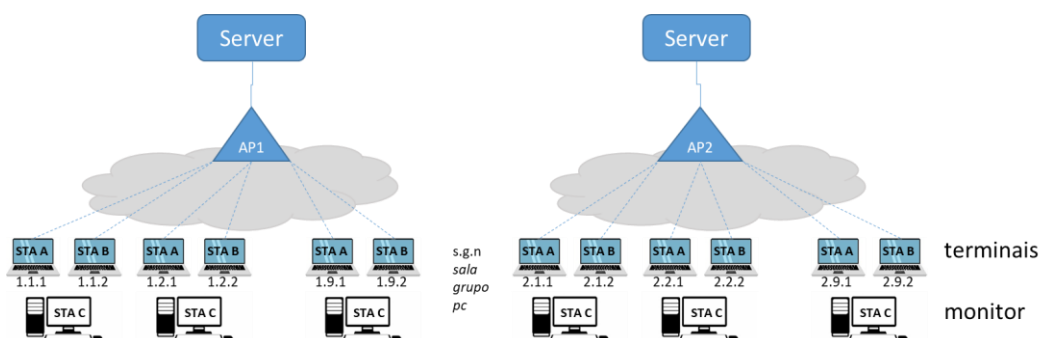 Server
Server
AP1
AP2
STA A STA B STA A STA B STA A STA B
1.1.1 1.1.2 1.2.1 1.2.2 1.9.1 1.9.2
s.g.n
sala
grupo
pc
STA A STA B STA A STA B STA A STA B
2.1.1 2.1.2 2.2.1 2.2.2 2.9.1 2.9.2
terminais
STA C STA C STA C
STA C STA C STA C
monitor